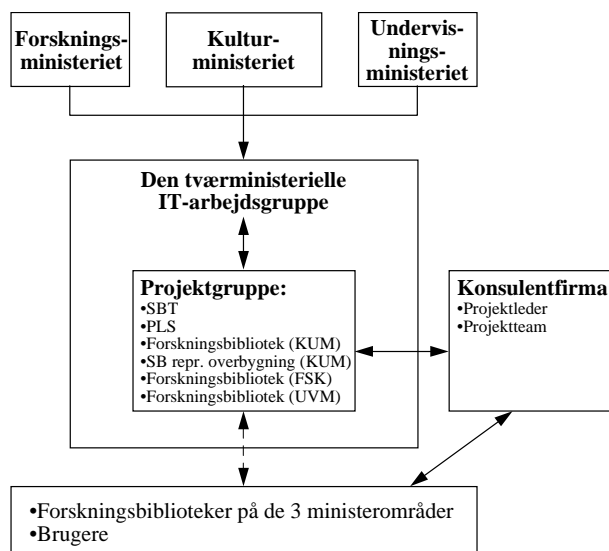 Forsknings-
ministeriet
Kultur-
ministeriet
Undervis-
nings-
ministeriet
Den tværministerielle
IT-arbejdsgruppe
Projektgruppe:
•SBT
•PLS
•Forskningsbibliotek (KUM)
•SB repr. overbygning (KUM)
•Forskningsbibliotek (FSK)
•Forskningsbibliotek (UVM)
Konsulentfirma
•Projektleder
•Projektteam
•Forskningsbiblioteker på de 3 ministerområder
•Brugere